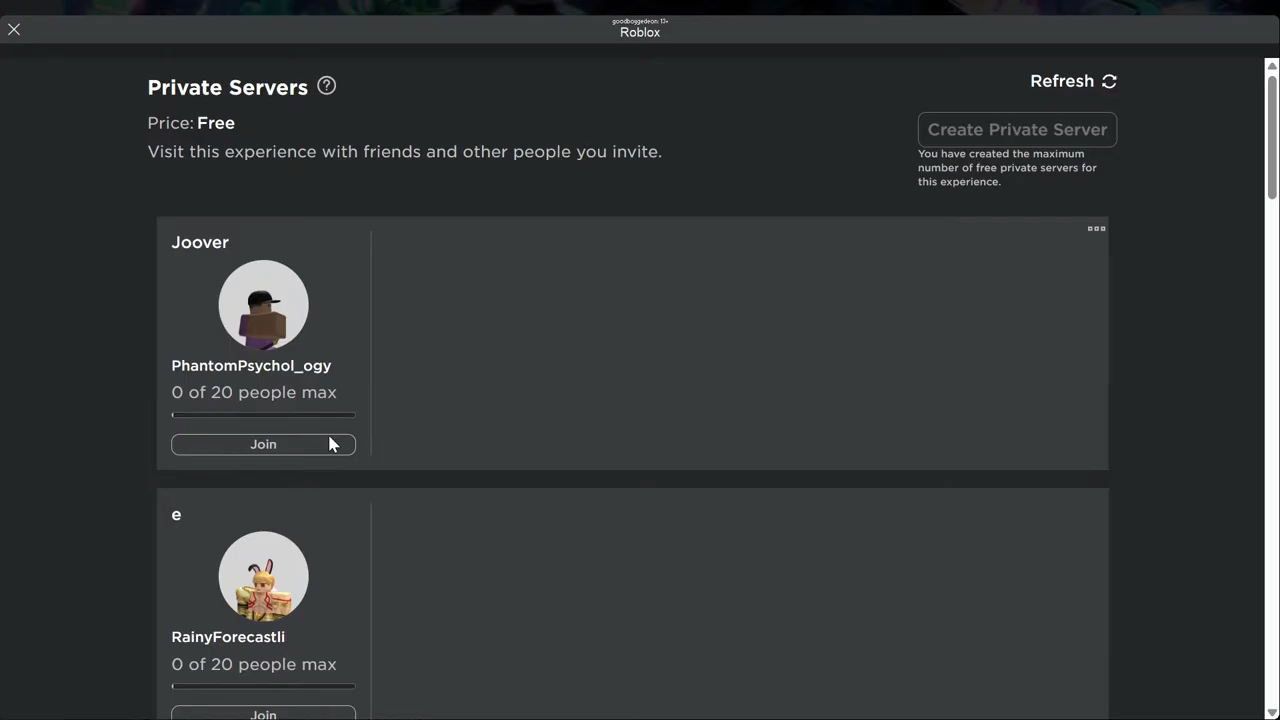 goodboggedeon: 13+
Roblox
Private Servers
Refresh
Price: Free
Create Private Server
Visit this experience with friends and other people you invite.
You have created the maximum
number of free private servers for
this experience.
Joover
PhantomPsychol_ogy
0 of 20 people max
Join
e
RainyForecastli
0 of 20 people max
Join